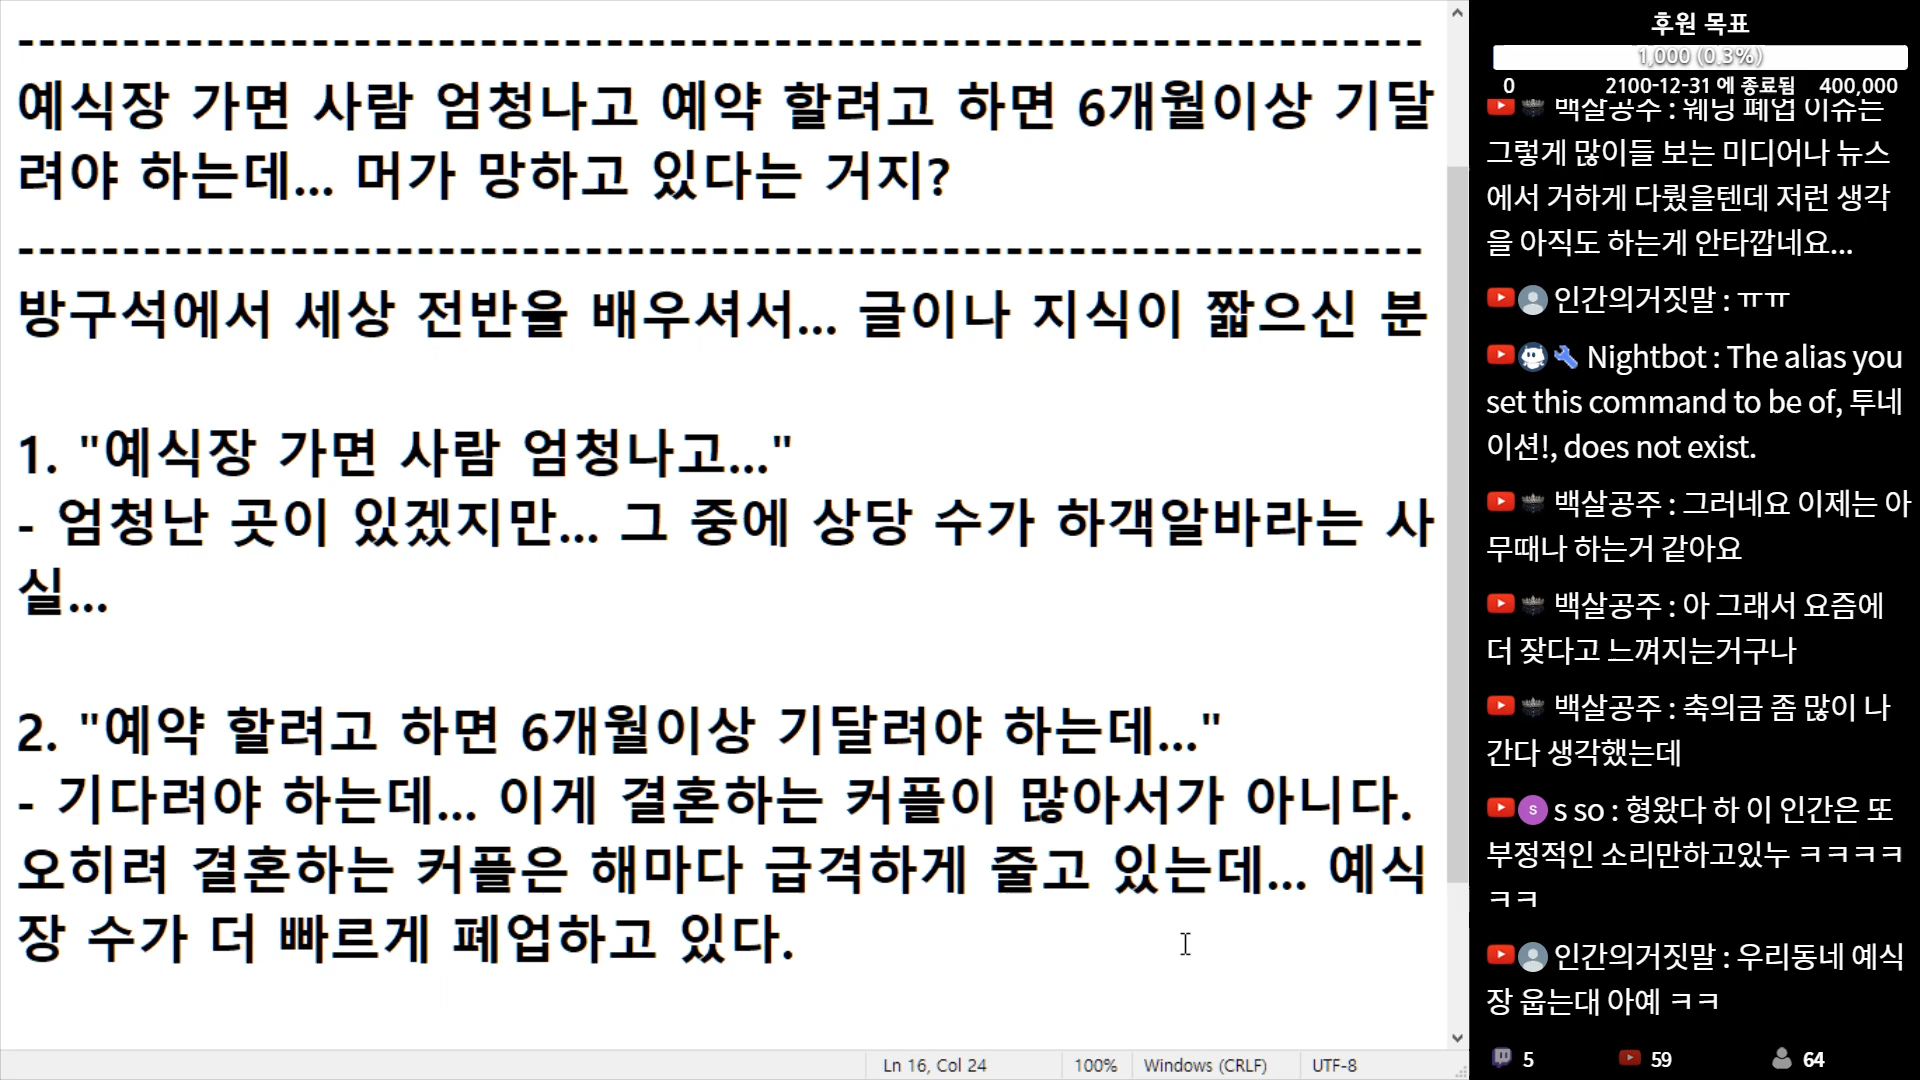 --------------------------------------------------------------
예식장 가면 사람 엄청나고 예약 할려고 하면 6개월이상 기달
려야 하는데... 머가 망하고 있다는 거지?
--------------------------------------------------------------
방구석에서 세상 전반을 배우셔서... 글이나 지식이 짧으신 분
1. "예식장 가면 사람 엄청나고..."
- 엄청난 곳이 있겠지만... 그 중에 상당 수가 하객알바라는 사
실...
2. "예약 할려고 하면 6개월이상 기달려야 하는데..."
- 기다려야 하는데... 이게 결혼하는 커플이 많아서가 아니다.
오히려 결혼하는 커플은 해마다 급격하게 줄고 있는데... 예식
장 수가 더 빠르게 폐업하고 있다.
Ln 16, Col 24
100%
Windows (CRLF)
UTF-8
후원 목표
1,000 (0.3%)
0 2100-12-31 에 종료됨 400,000
백살공주 : 웨딩 폐업 이슈는
그렇게 많이들 보는 미디어나 뉴스
에서 거하게 다뤘을텐데 저런 생각
을 아직도 하는게 안타깝네요...
인간의거짓말 : ㅠㅠ
Nightbot : The alias you
set this command to be of, 투네
이션!, does not exist.
백살공주 : 그러네요 이제는 아
무때나 하는거 같아요
백살공주 : 아 그래서 요즘에
더 잦다고 느껴지는거구나
백살공주 : 축의금 좀 많이 나
간다 생각했는데
s s so : 형왔다 하 이 인간은 또
부정적인 소리만하고있누 ㅋㅋㅋㅋ
ㅋㅋ
인간의거짓말 : 우리동네 예식
장 웁는대 아예 ㅋㅋ
5 59 64